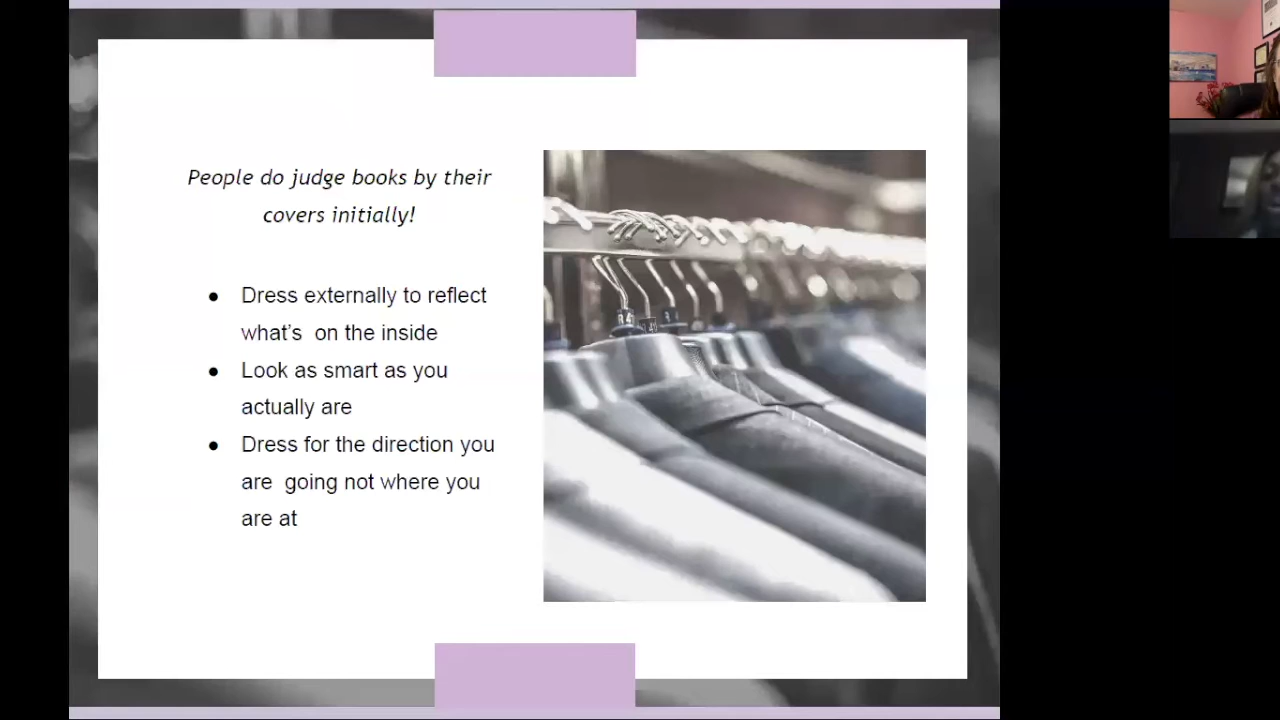 People do judge books by their
covers initially!
● Dress externally to reflect
what’s  on the inside
● Look as smart as you
actually are
● Dress for the direction you
are  going not where you
are at